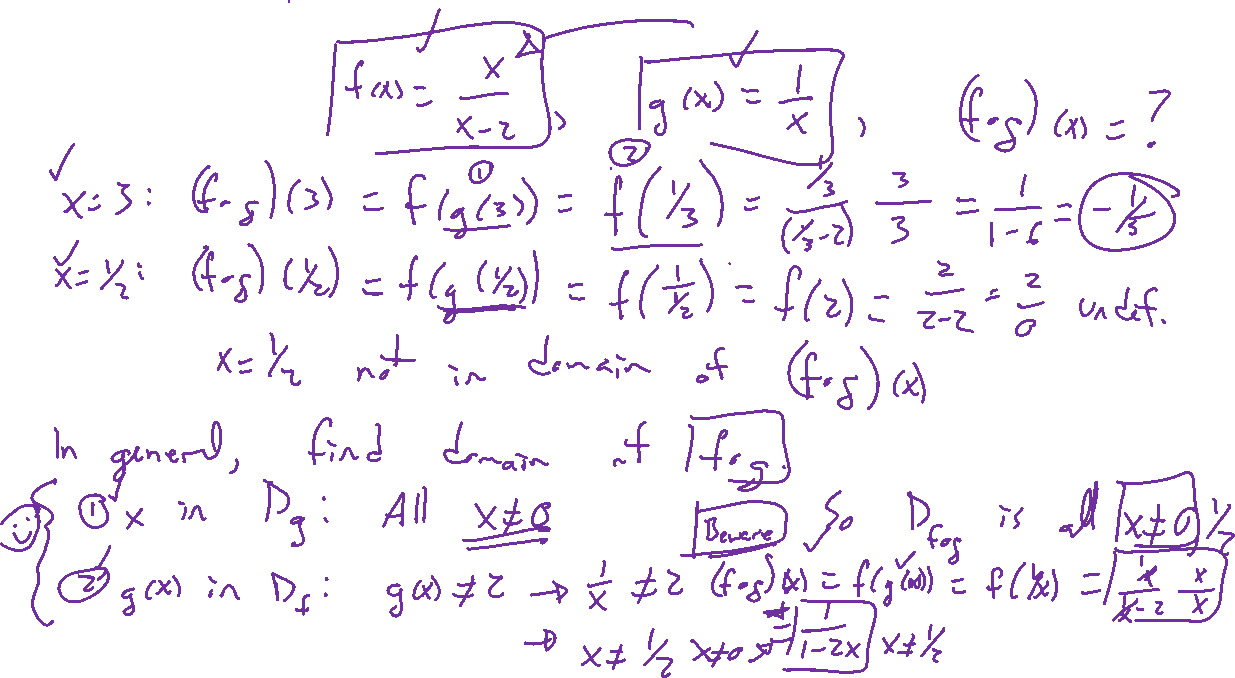 f(x) = x/(x-2), g(x) = 1/x, (f∘g)(x) = ?
x=3: (f∘g)(3) = f(g(3)) = f(1/3) = (1/3)/(1/3-2) 3/3 = 1/(1-6) = -1/5
x=1/2: (f∘g)(1/2) = f(g(1/2)) = f(1/(1/2)) = f(2) = 2/(2-2) = 2/0 undef.
x=1/2 not in domain of (f∘g)(x)
In general, find domain of f∘g
① x in D_g: All x≠0 Beware So D_f∘g is all x≠0, 1/2
② g(x) in D_f: g(x)≠2 → 1/x ≠ 2 (f∘g)(x) = f(g(x)) = f(1/x) = (1/x)/(1/x-2) x/x
→ x≠1/2 x≠0, = 1/(1-2x) x≠1/2